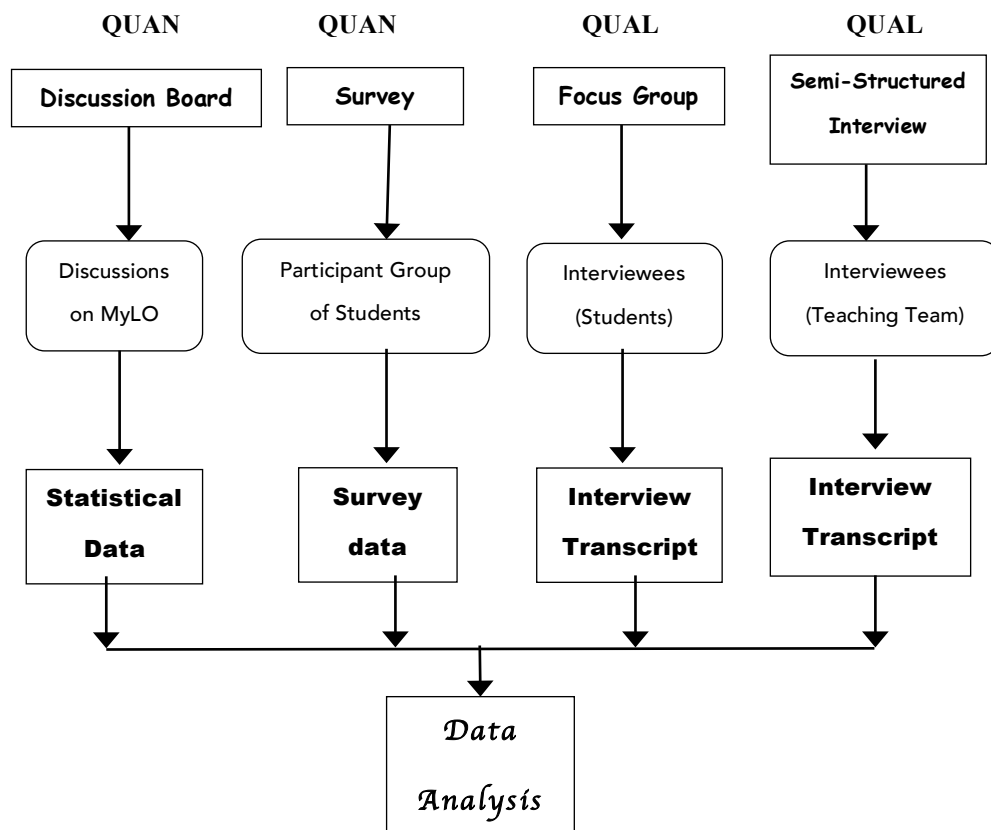 QUAN
QUAN
QUAL
QUAL
Discussion Board
Survey
Focus Group
Semi-Structured
Interview
Discussions
on MyLO
Participant Group
of Students
Interviewees
(Students)
Interviewees
(Teaching Team)
Statistical
Data
Survey
data
Interview
Transcript
Interview
Transcript
Data
Analysis